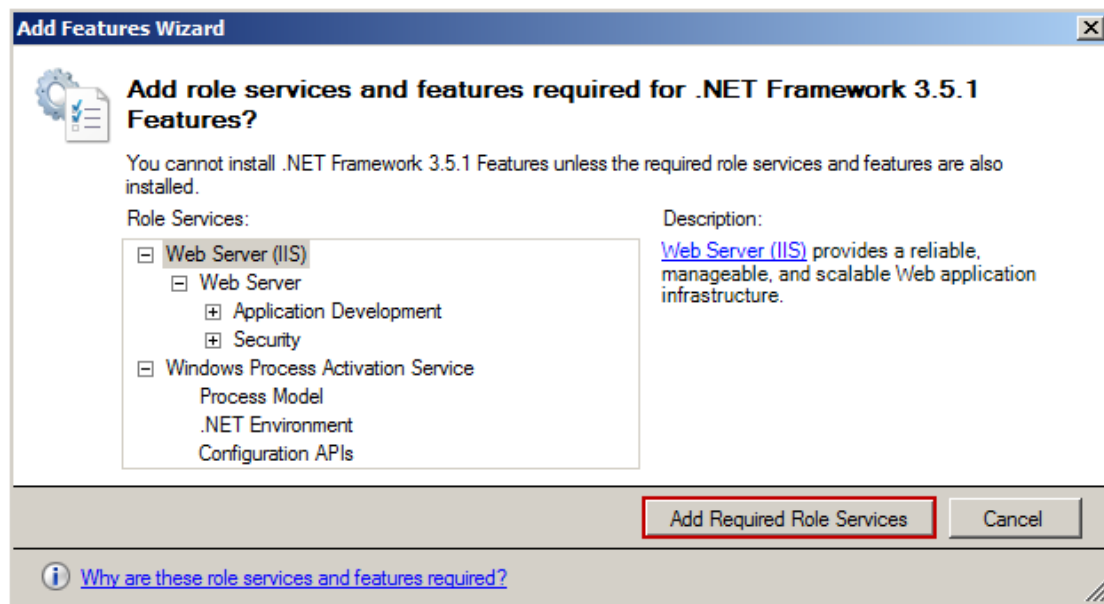 Add Features Wizard
Add role services and features required for .NET Framework 3.5.1
Features?
You cannot install .NET Framework 3.5.1 Features unless the required role services and features are also
installed.
Role Services:
Web Server (IIS)
Web Server
Application Development
Security
Windows Process Activation Service
Process Model
.NET Environment
Configuration APIs
Description:
Web Server (IIS) provides a reliable,
manageable, and scalable Web application
infrastructure.
Add Required Role Services
Cancel
Why are these role services and features required?